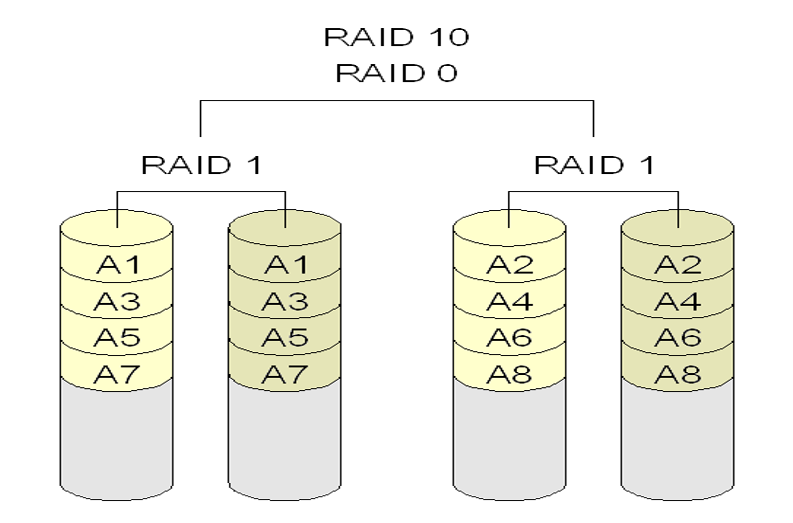 RAID 10
RAID 0
RAID 1 RAID 1
A1 A1 A2 A2
A3 A3 A4 A4
A5 A5 A6 A6
A7 A7 A8 A8